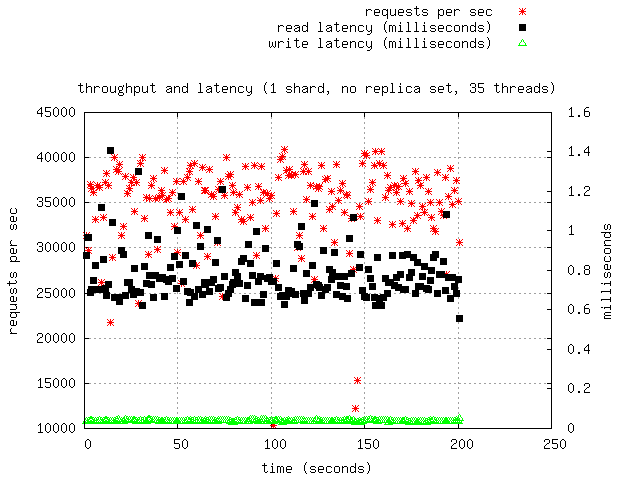 requests per sec
read latency (milliseconds)
write latency (milliseconds)
throughput and latency (1 shard, no replica set, 35 threads)
45000 1.6
40000 1.4
35000 1.2
30000 1
25000 0.8
20000 0.6
15000 0.4
10000 0.2
0
requests per sec
milliseconds
0 50 100 150 200 250
time (seconds)